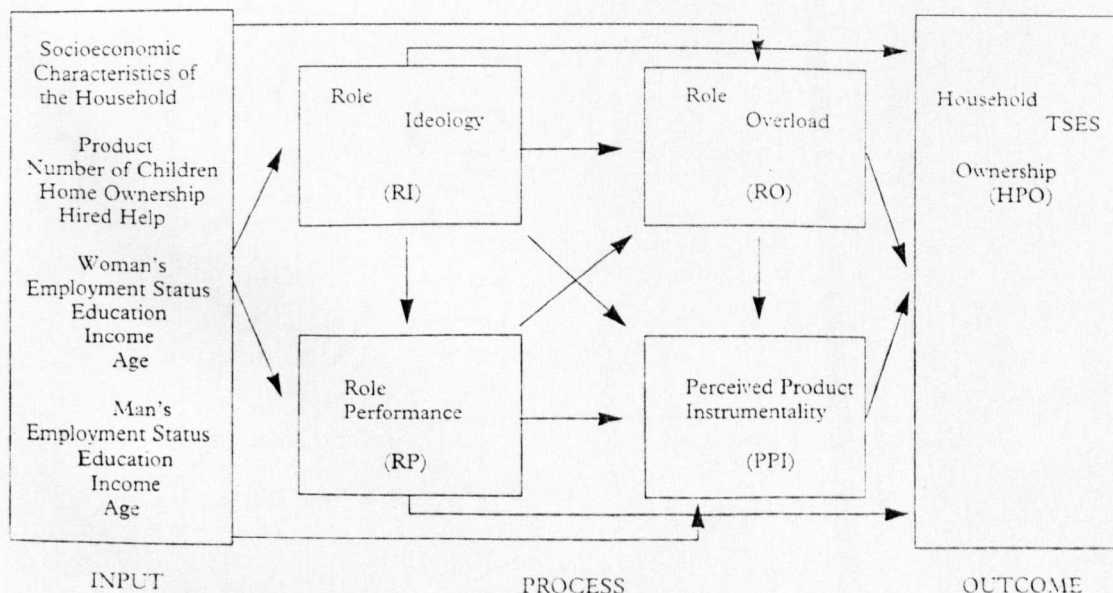 Socioeconomic
Characteristics of
the Household
Product
Number of Children
Home Ownership
Hired Help
Woman's
Employment Status
Education
Income
Age
Man's
Employment Status
Education
Income
Age
INPUT
Role
Ideology
(RI)
Role
Performance
(RP)
Role
Overload
(RO)
Perceived Product
Instrumentality
(PPI)
PROCESS
Household
TSES
Ownership
(HPO)
OUTCOME